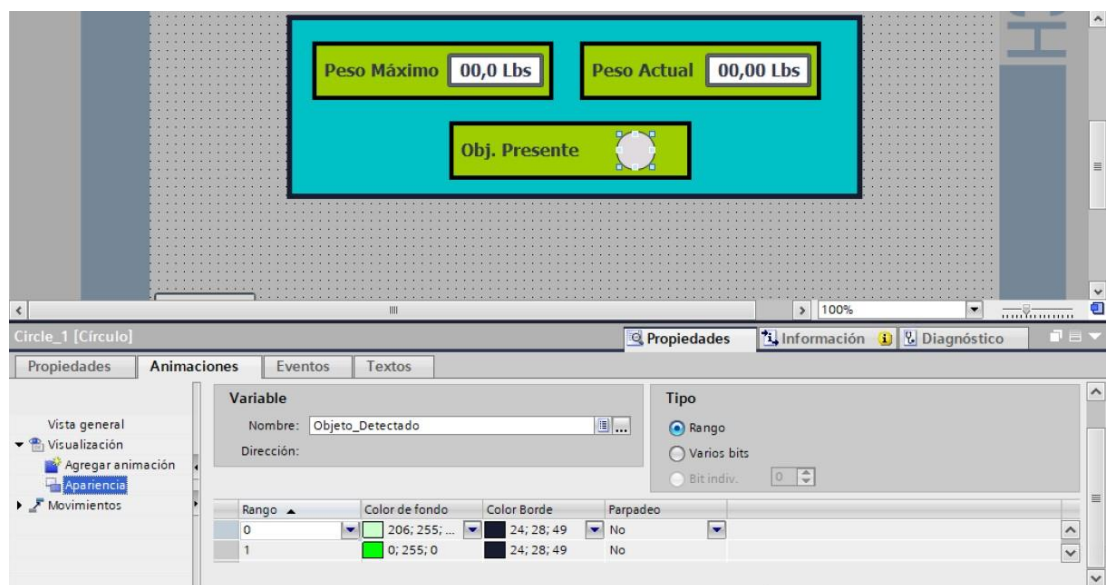 Peso Máximo 00,0 Lbs Peso Actual 00,00 Lbs
Obj. Presente
100%
Circle_1 [Círculo] Propiedades Información Diagnóstico
Propiedades Animaciones Eventos Textos
Variable Tipo
Vista general Nombre: Objeto_Detectado ... Rango
Visualización Dirección: Varios bits
Agregar animación Bit indiv. 0
Apariencia
Movimientos
Rango Color de fondo Color Borde Parpadeo
0 206; 255; ... 24; 28; 49 No
1 0; 255; 0 24; 28; 49 No